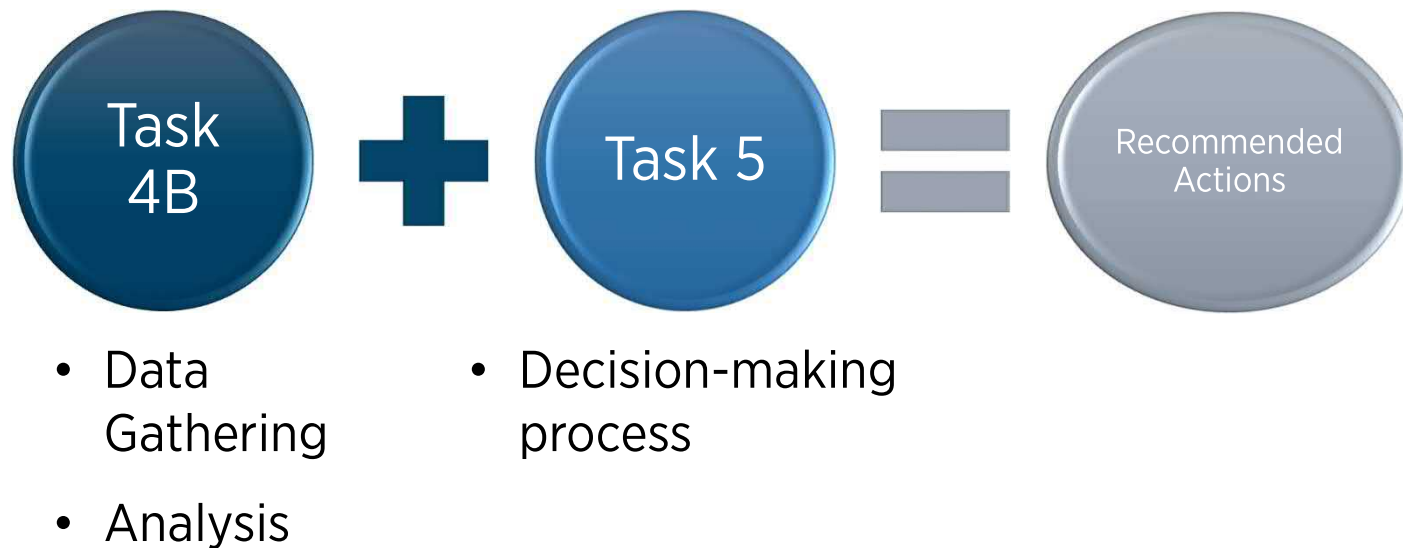 Task
4B
Task 5
Recommended
Actions
• Data
Gathering
• Analysis
• Decision-making
process